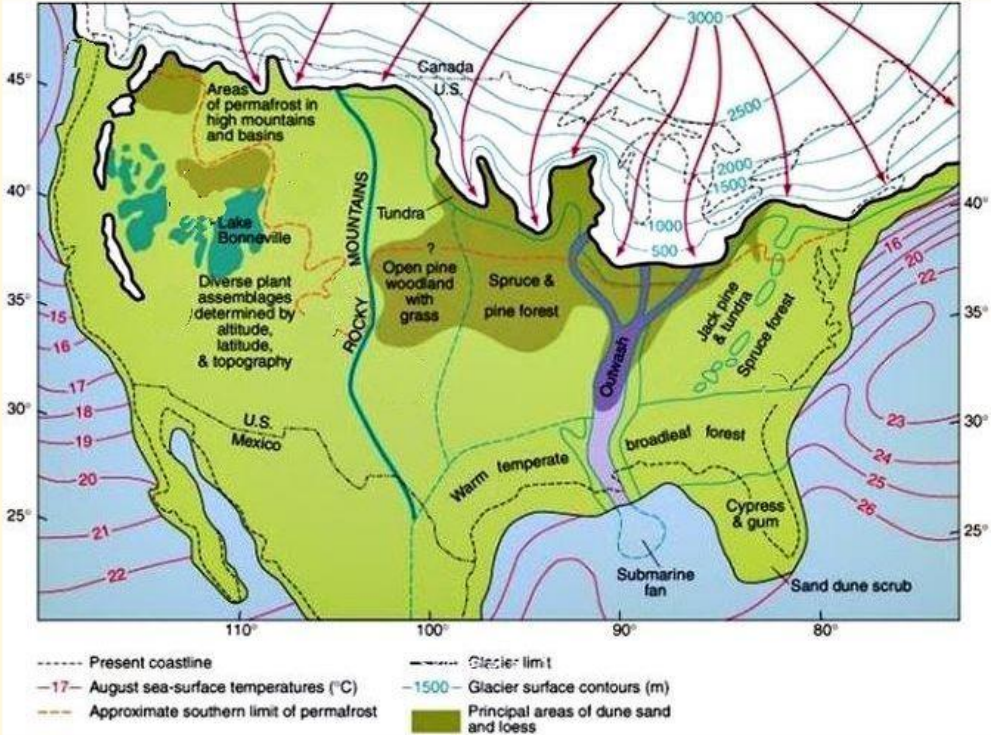 3000
Canada
U.S.
2500
2000
1500
1000
500
45°
40°
35°
30°
25°
40°
35°
30°
25°
Areas
of permafrost in
high mountains
and basins
Lake
Bonneville
Diverse plant
assemblages
determined by
altitude,
latitude,
& topography
ROCKY MOUNTAINS
Tundra
?
Open pine
woodland
with
grass
Spruce &
pine forest
Outwash
Jack pine
& tundra
Spruce forest
U.S.
Mexico
Warm temperate
broadleaf forest
Cypress
& gum
Submarine
fan
Sand dune scrub
15
16
17
18
19
20
21
22
16
20
22
23
24
25
26
110°
100°
90°
80°
Present coastline
17 August sea-surface temperatures (°C)
Approximate southern limit of permafrost
Glacier limit
1500 Glacier surface contours (m)
Principal areas of dune sand
and loess